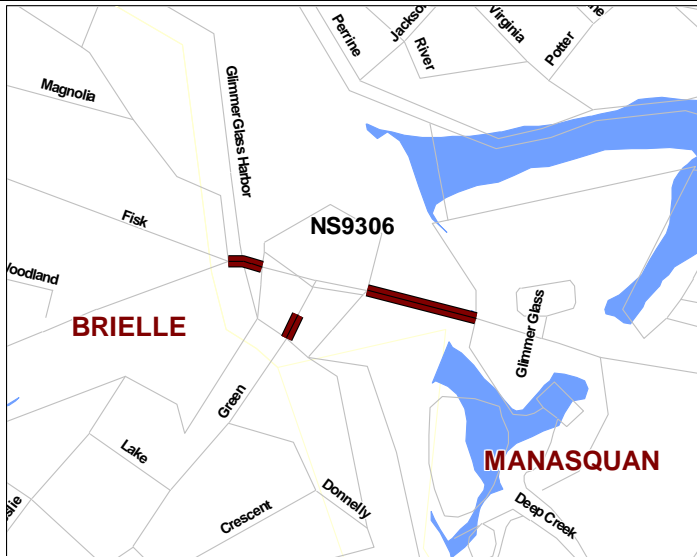 Perrine
Jackson
Virginia
Potter
River
Magnolia
Glimmer Glass Harbor
Fisk
NS9306
BRIELLE
Glimmer Glass
Green
Lake
MANASQUAN
Donnelly
Crescent
Deep Creek